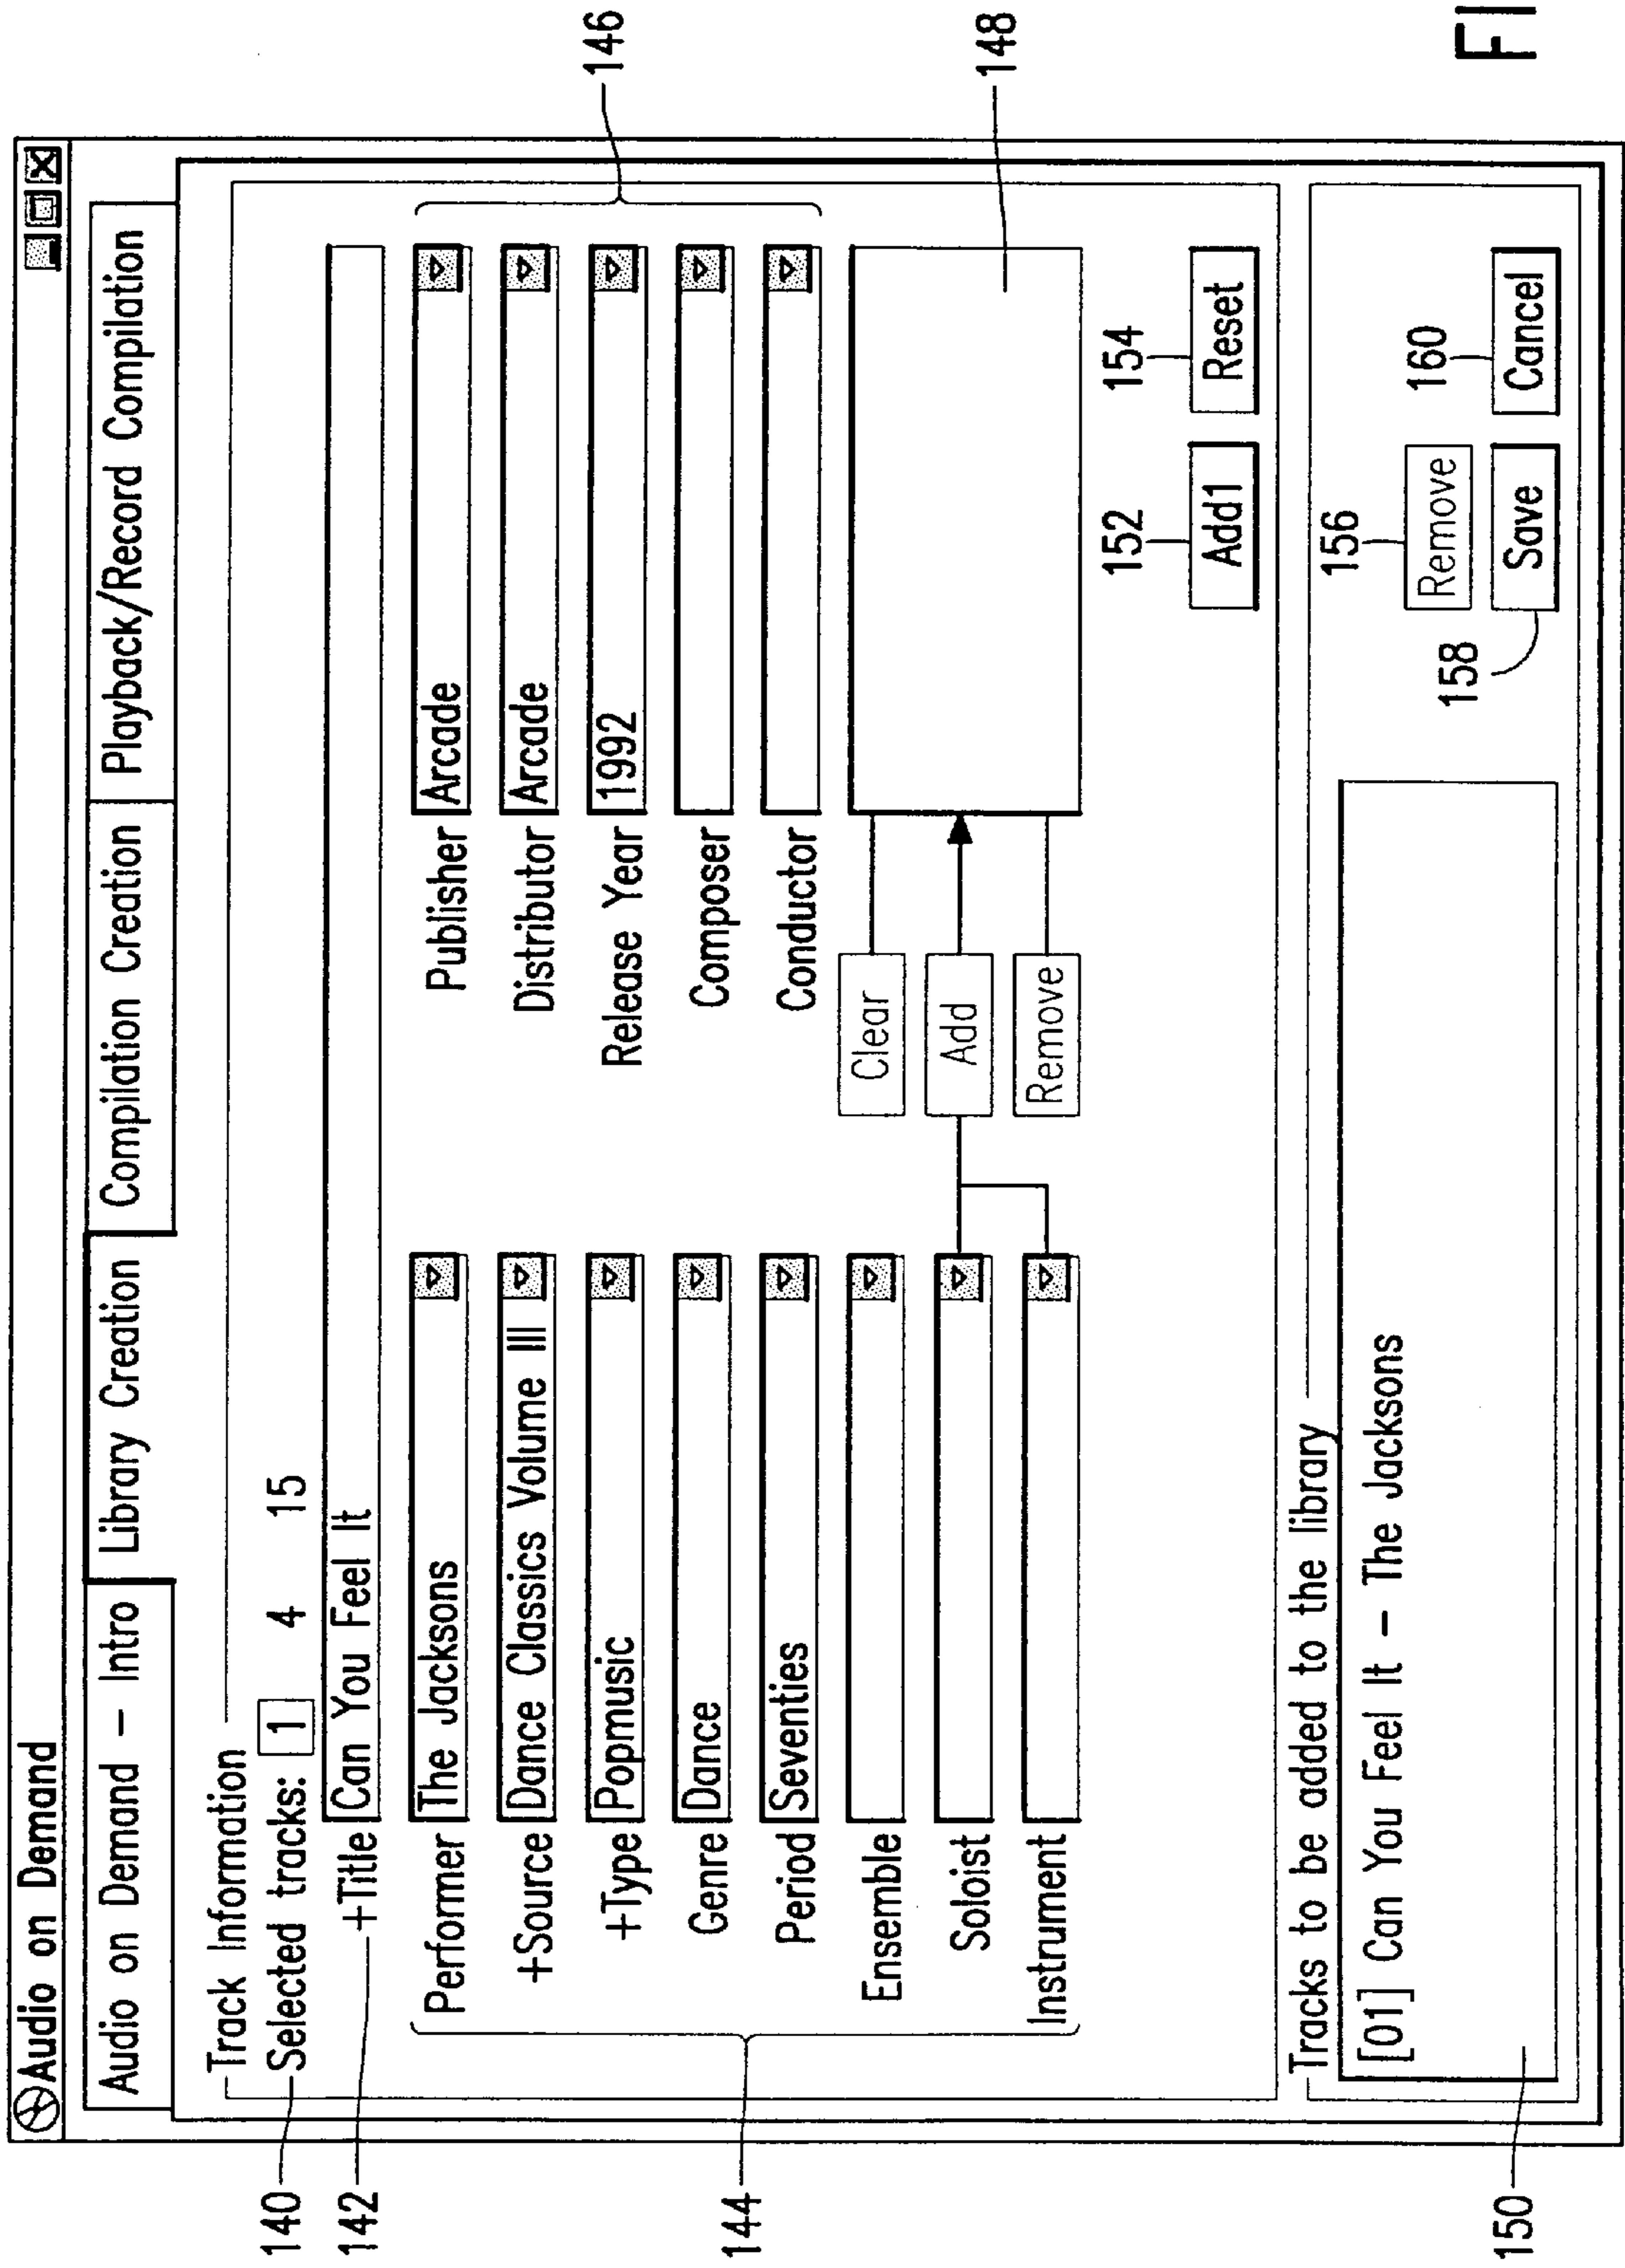 Audio on Demand
Audio on Demand – Intro
Library Creation
Compilation Creation
Playback/Record Compilation
Track Information
140
Selected tracks: 1 4 15
142
+Title Can You Feel It
144
Performer The Jacksons
+Source Dance Classics Volume III
+Type Popmusic
Genre Dance
Period Seventies
Ensemble
Soloist
Instrument
Publisher Arcade
Distributor Arcade
Release Year 1992
Composer
Conductor
146
Clear
Add
Remove
148
152
154
Add1
Reset
Tracks to be added to the library
[01] Can You Feel It – The Jacksons
150
156
Remove
158
160
Save
Cancel
FI